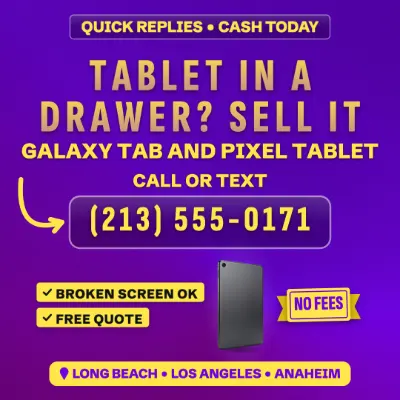 QUICK REPLIES • CASH TODAY
TABLET IN A
DRAWER? SELL IT
GALAXY TAB AND PIXEL TABLET
CALL OR TEXT
(213) 555-0171
✓ BROKEN SCREEN OK
✓ FREE QUOTE
NO FEES
LONG BEACH • LOS ANGELES • ANAHEIM